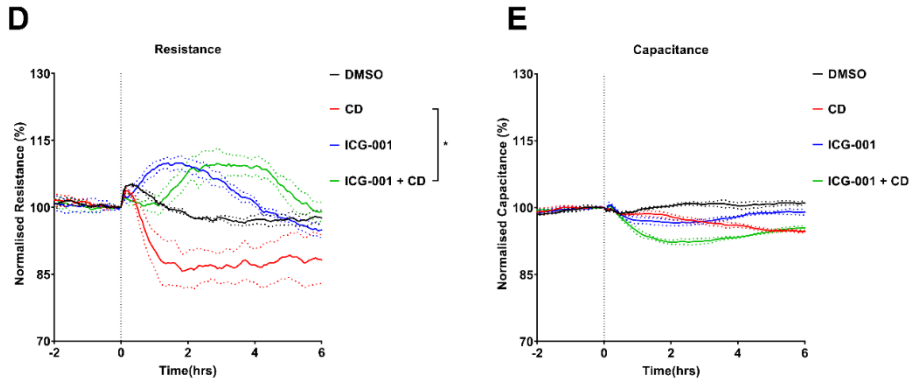 D
Resistance
Normalised Resistance (%)
130
115
100
85
70
-2
0
2
4
6
Time(hrs)
DMSO
CD
ICG-001
ICG-001 + CD
*
E
Capacitance
Normalised Capacitance (%)
130
115
100
85
70
-2
0
2
4
6
Time(hrs)
DMSO
CD
ICG-001
ICG-001 + CD